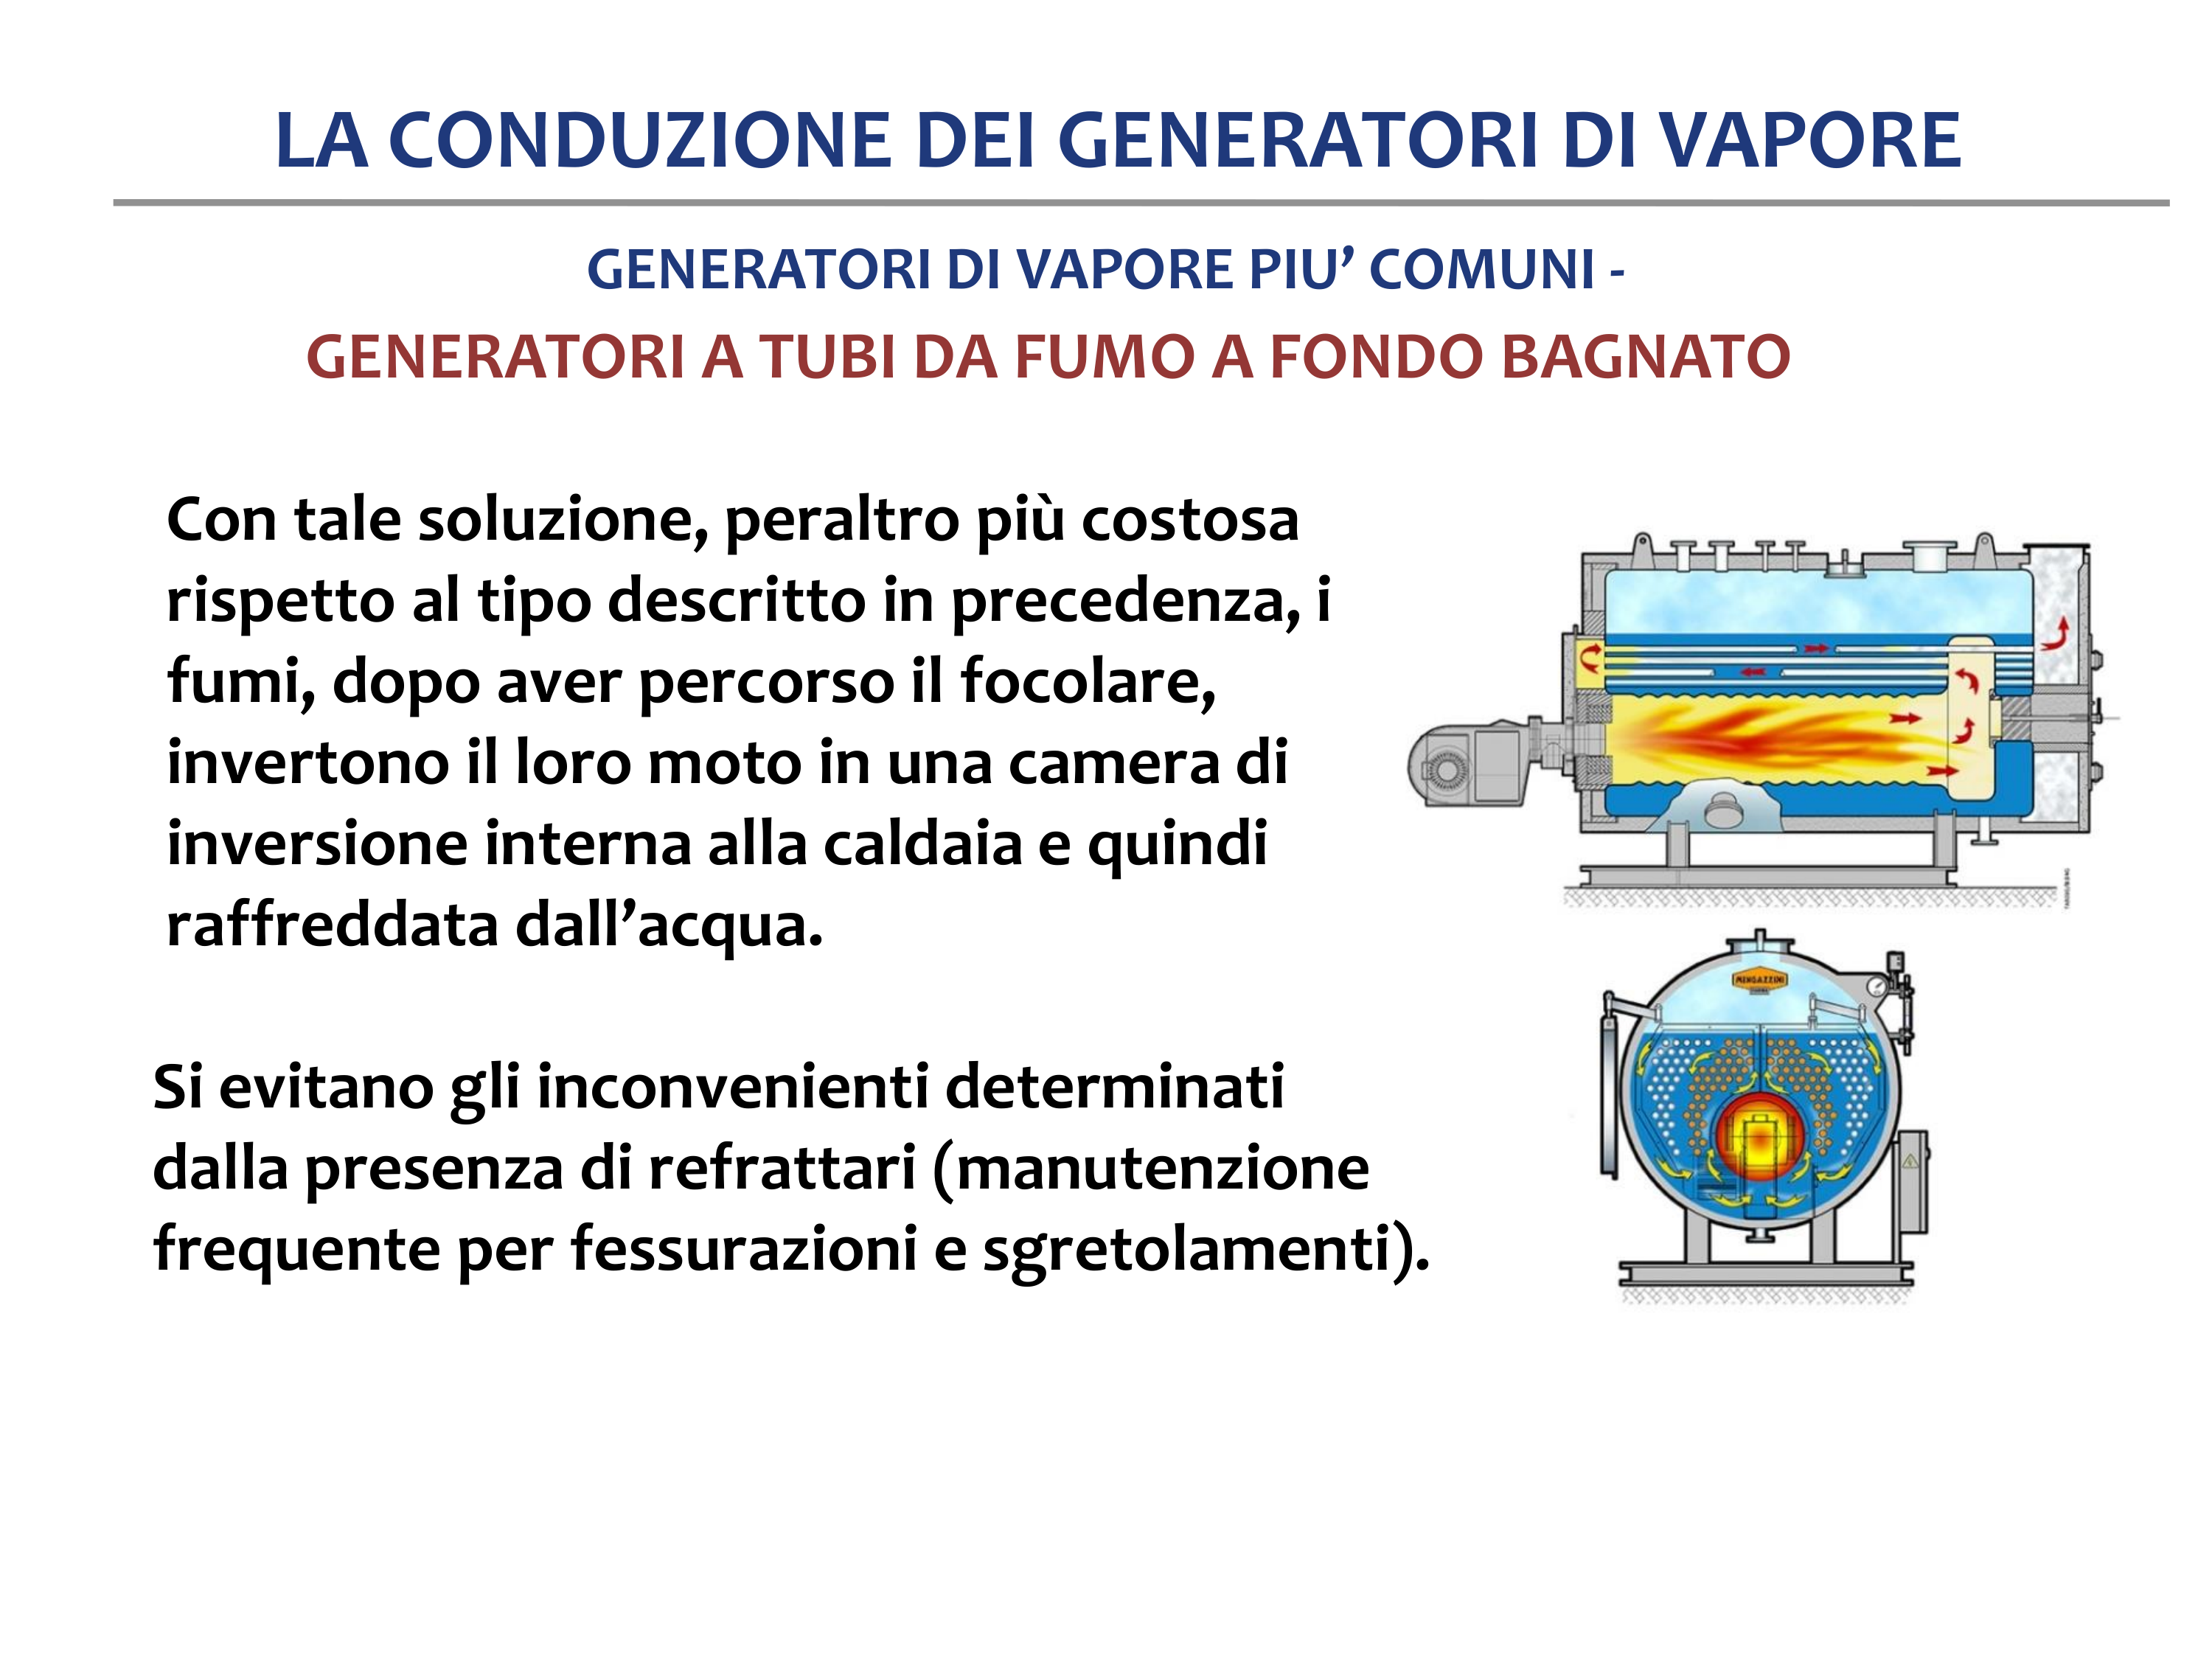 LA CONDUZIONE DEI GENERATORI DI VAPORE
GENERATORI DI VAPORE PIU’ COMUNI -
GENERATORI A TUBI DA FUMO A FONDO BAGNATO
Con tale soluzione, peraltro più costosa
rispetto al tipo descritto in precedenza, i
fumi, dopo aver percorso il focolare,
invertono il loro moto in una camera di
inversione interna alla caldaia e quindi
raffreddata dall’acqua.
Si evitano gli inconvenienti determinati
dalla presenza di refrattari (manutenzione
frequente per fessurazioni e sgretolamenti).
MINGAZZINI